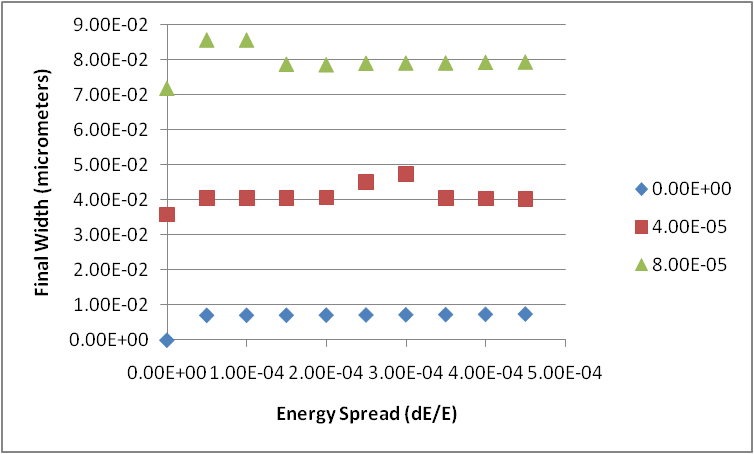 9.00E-02
8.00E-02
7.00E-02
6.00E-02
5.00E-02
4.00E-02
3.00E-02
2.00E-02
1.00E-02
0.00E+00
Final Width (micrometers)
0.00E+00 1.00E-04 2.00E-04 3.00E-04 4.00E-04 5.00E-04
Energy Spread (dE/E)
0.00E+00
4.00E-05
8.00E-05